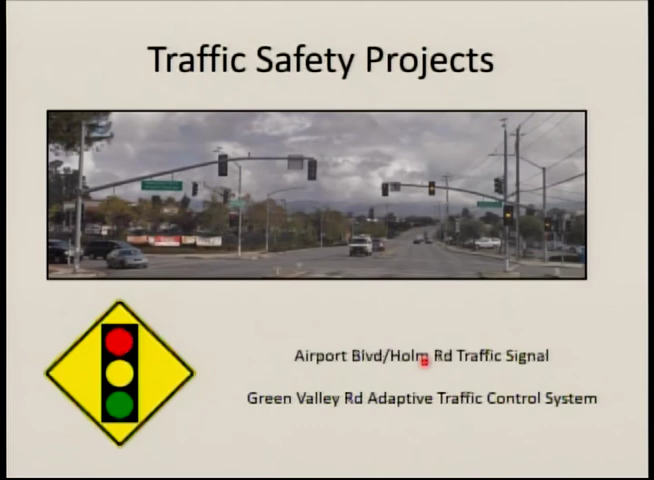 Traffic Safety Projects
Airport Blvd/Holm Rd Traffic Signal
Green Valley Rd Adaptive Traffic Control System